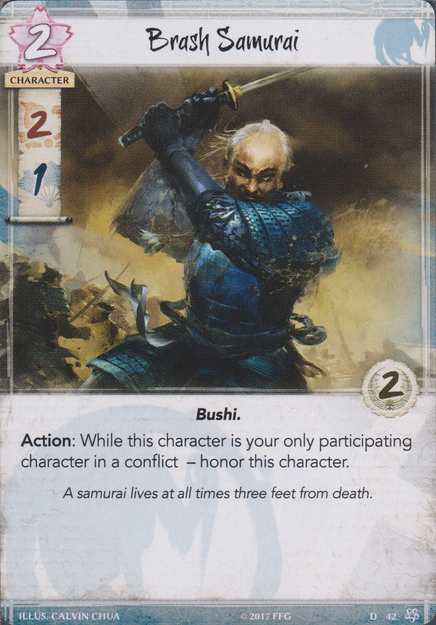 2
Brash Samurai
CHARACTER
2
1
2
Bushi.
Action: While this character is your only participating
character in a conflict – honor this character.
A samurai lives at all times three feet from death.
ILLUS. CALVIN CHUA
© 2017 FFG
D 42